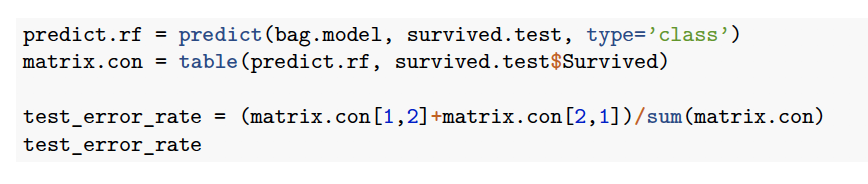 predict.rf = predict(bag.model, survived.test, type=’class’)
matrix.con = table(predict.rf, survived.test$Survived)
test_error_rate = (matrix.con[1,2]+matrix.con[2,1])/sum(matrix.con)
test_error_rate